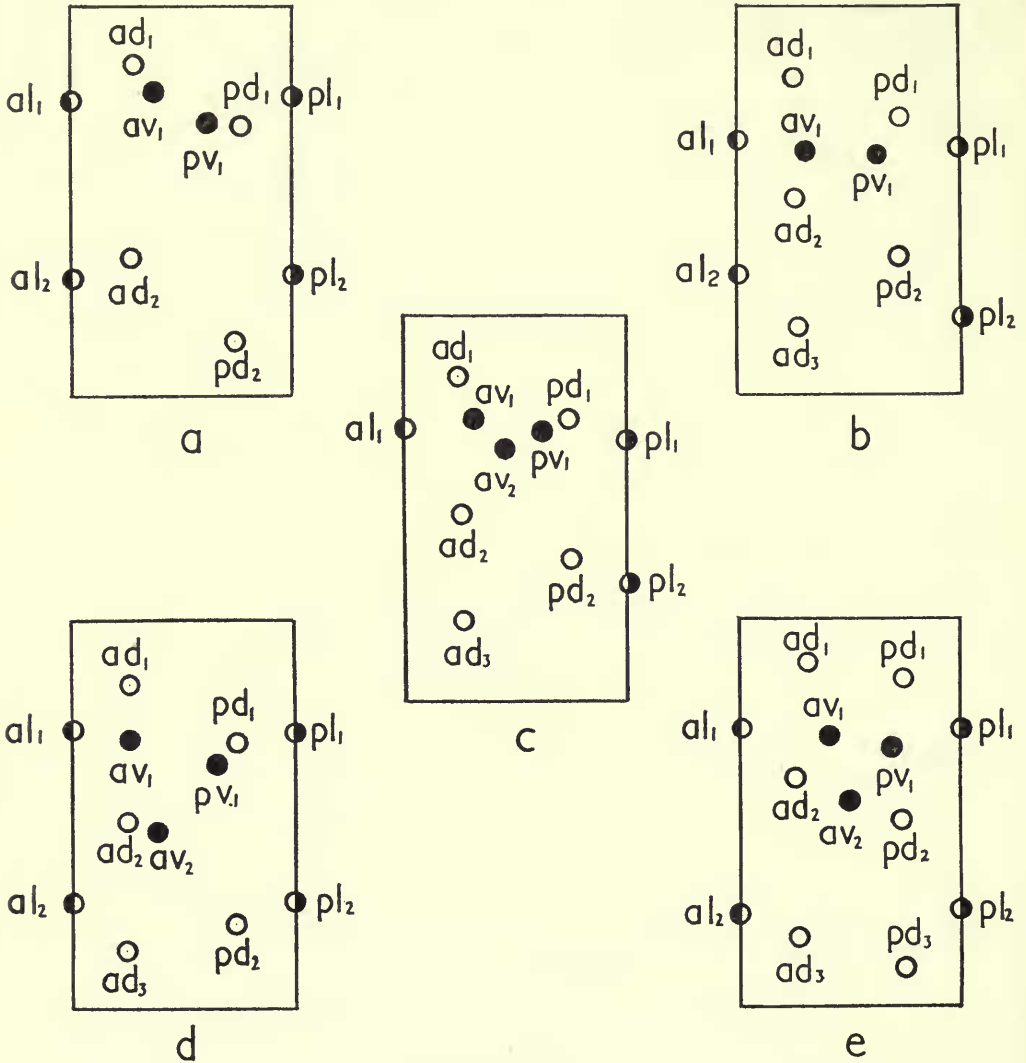 ad₁
al₁
av₁
pv₁
pd₁
pl₁
al₂
ad₂
pl₂
pd₂
a
ad₁
pd₁
al₁
av₁
pv₁
pl₁
ad₂
al₂
pd₂
pl₂
ad₃
b
ad₁
av₁
pd₁
al₁
av₂
pv₁
pl₁
ad₂
pd₂
pl₂
ad₃
c
ad₁
pd₁
al₁
av₁
pv₁
pl₁
ad₂
av₂
al₂
pl₂
ad₃
pd₂
d
ad₁
pd₁
al₁
av₁
pv₁
pl₁
ad₂
av₂
pd₂
al₂
pl₂
ad₃
pd₃
e